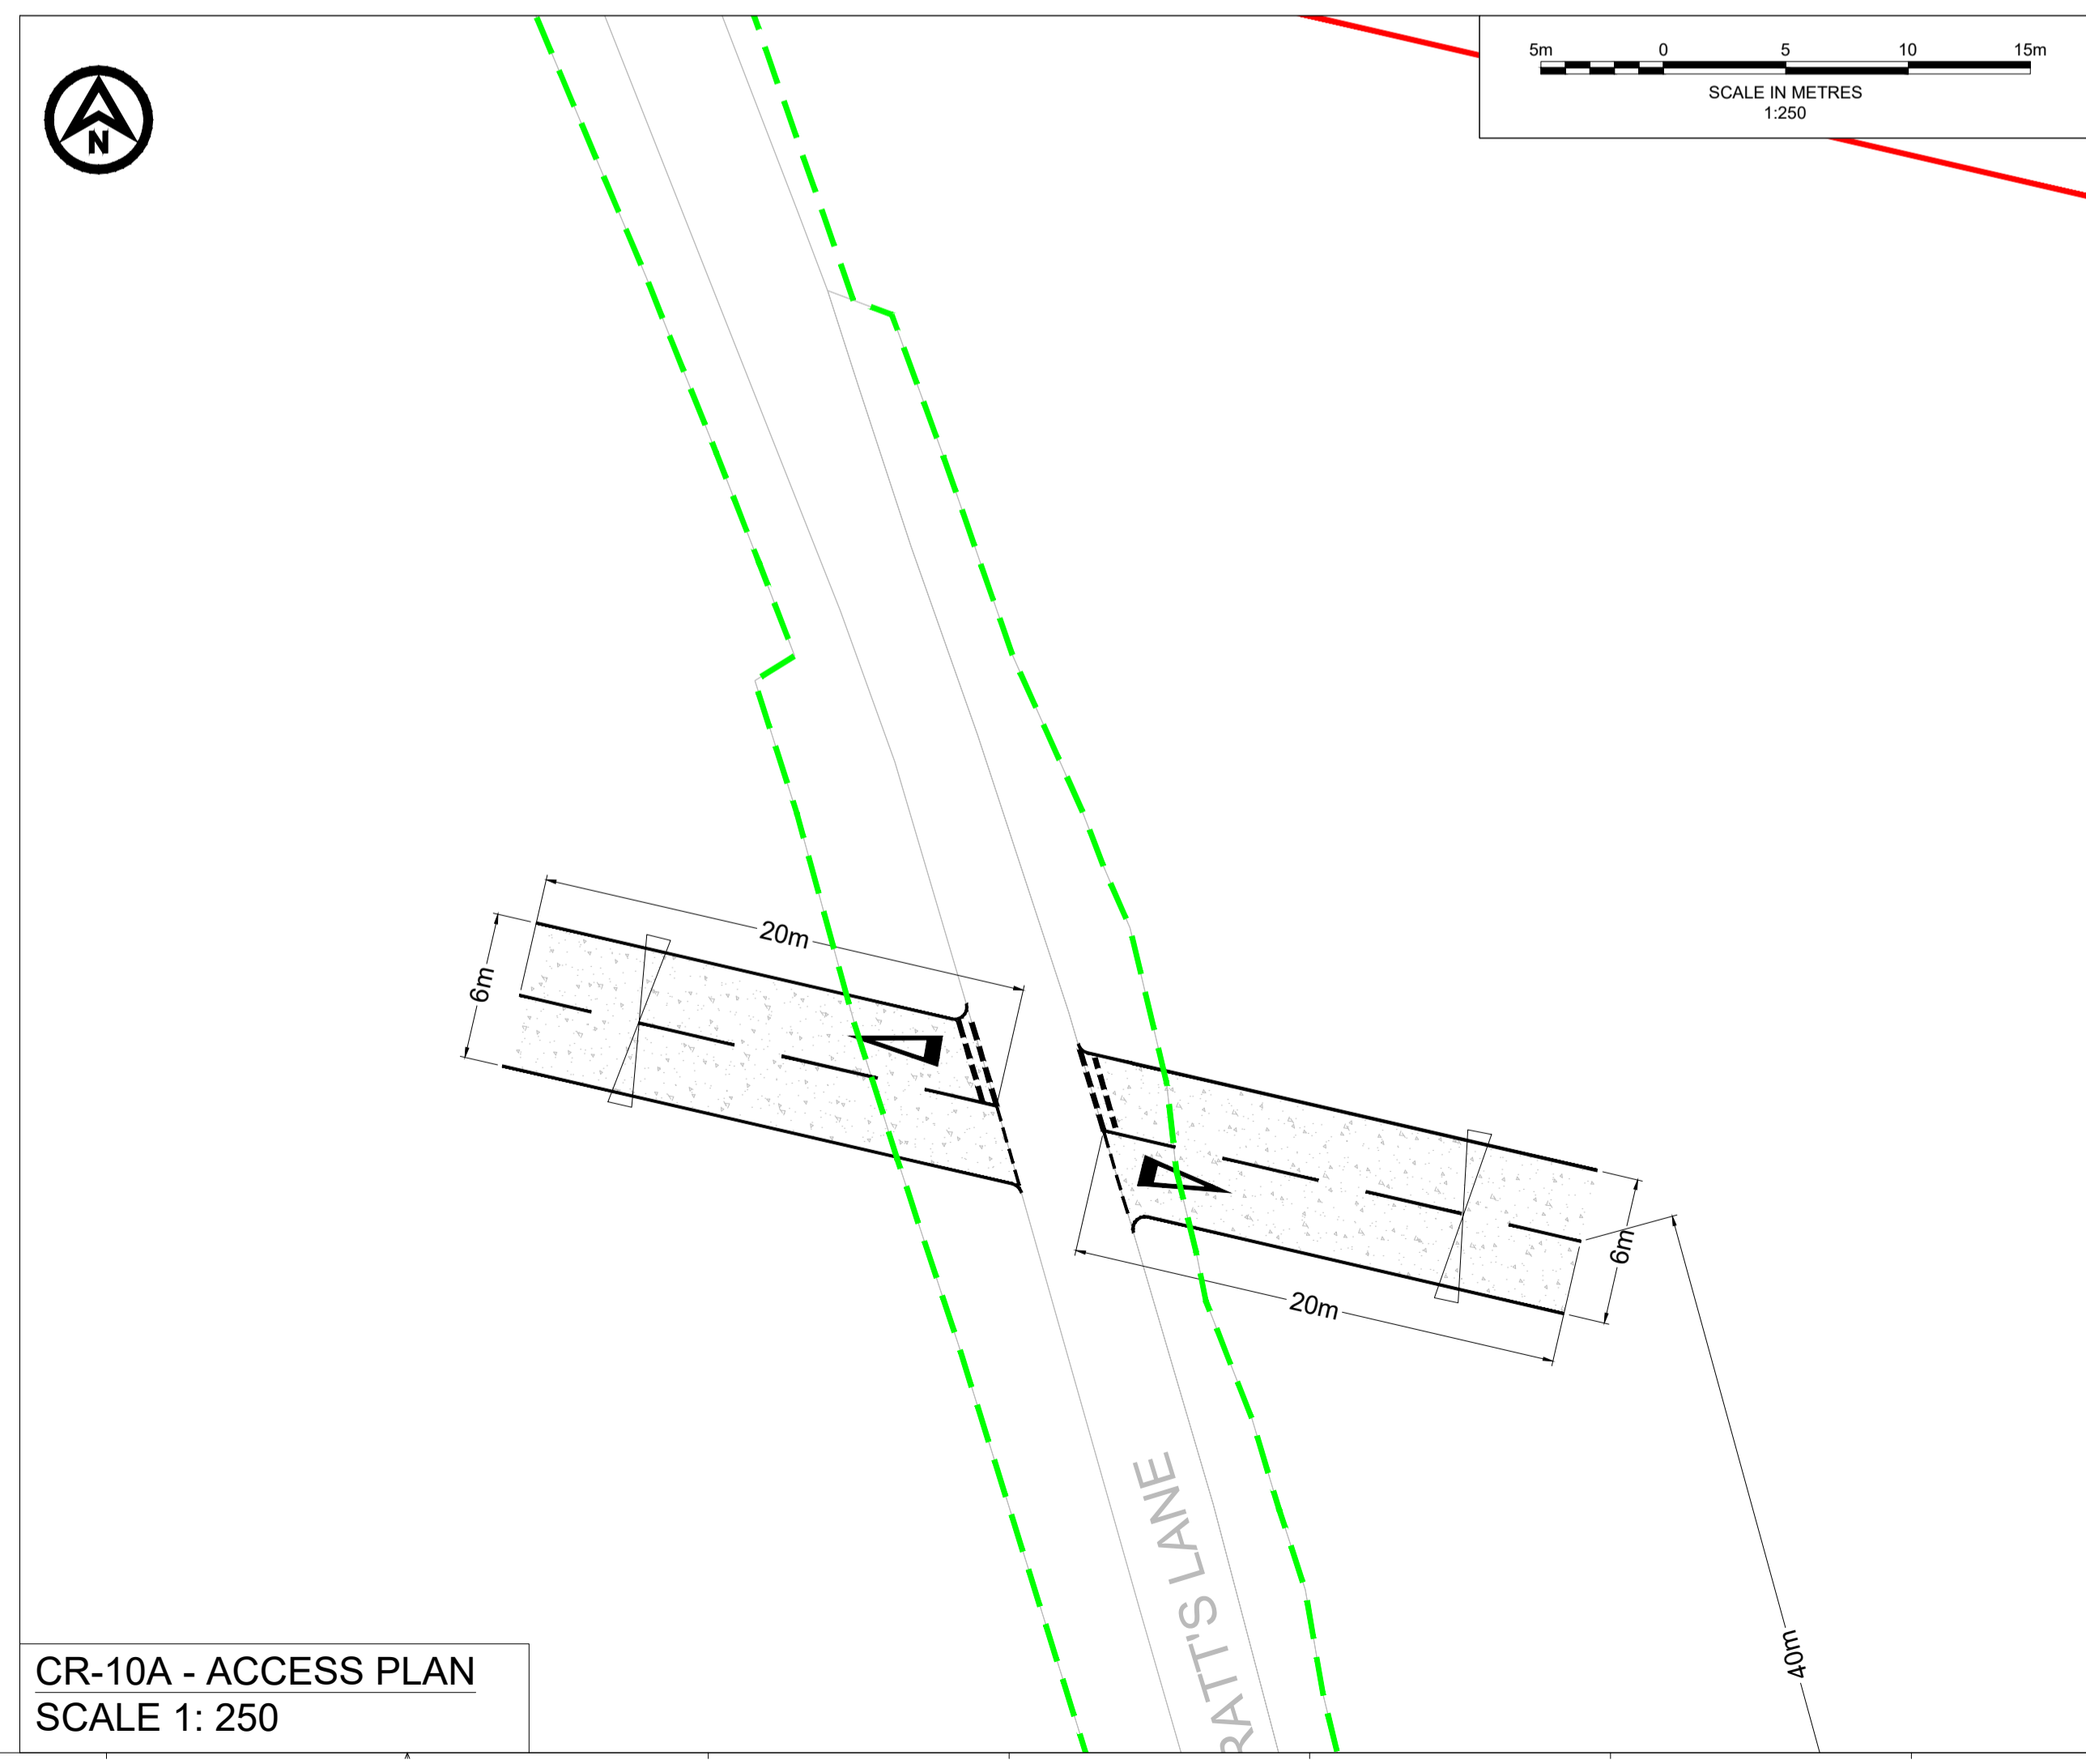 N
5m 0 5 10 15m
SCALE IN METRES
1:250
20m
6m
6m
20m
RATT'S LANE
40m
CR-10A - ACCESS PLAN
SCALE 1: 250